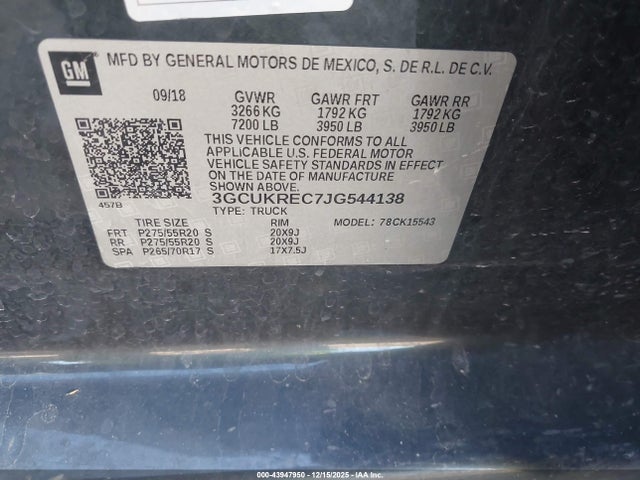 GM
MFD BY GENERAL MOTORS DE MEXICO, S. DE R.L. DE C.V.
09/18 GVWR GAWR FRT GAWR RR
3266 KG 1792 KG 1792 KG
7200 LB 3950 LB 3950 LB
THIS VEHICLE CONFORMS TO ALL
APPLICABLE U.S. FEDERAL MOTOR
VEHICLE SAFETY STANDARDS IN EFFECT
ON THE DATE OF MANUFACTURE
SHOWN ABOVE.
3GCUKREC7JG544138
457B TYPE: TRUCK MODEL: 78CK15543
TIRE SIZE RIM
FRT P275/55R20 S 20X9J
RR P275/55R20 S 20X9J
SPA P265/70R17 S 17X7.5J
000-43947950 - 12/15/2025 - IAA Inc.